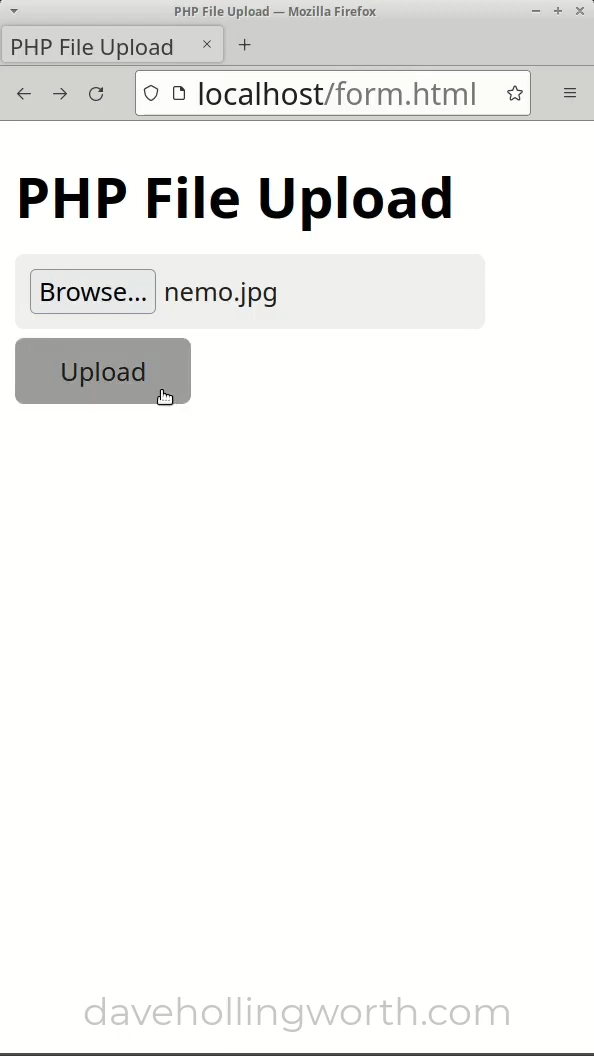 PHP File Upload — Mozilla Firefox
PHP File Upload
localhost/form.html
PHP File Upload
Browse... nemo.jpg
Upload
davehollingworth.com